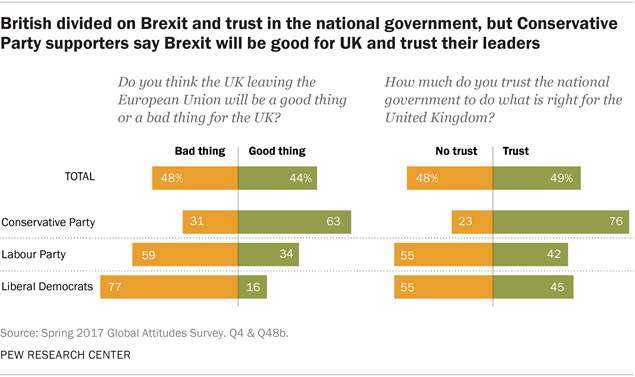 British divided on Brexit and trust in the national government, but Conservative
Party supporters say Brexit will be good for UK and trust their leaders
Do you think the UK leaving the
European Union will be a good thing
or a bad thing for the UK?
How much do you trust the national
government to do what is right for the
United Kingdom?
Bad thing Good thing No trust Trust
TOTAL 48% 44% 48% 49%
Conservative Party 31 63 23 76
Labour Party 59 34 55 42
Liberal Democrats 77 16 55 45
Source: Spring 2017 Global Attitudes Survey. Q4 & Q48b.
PEW RESEARCH CENTER